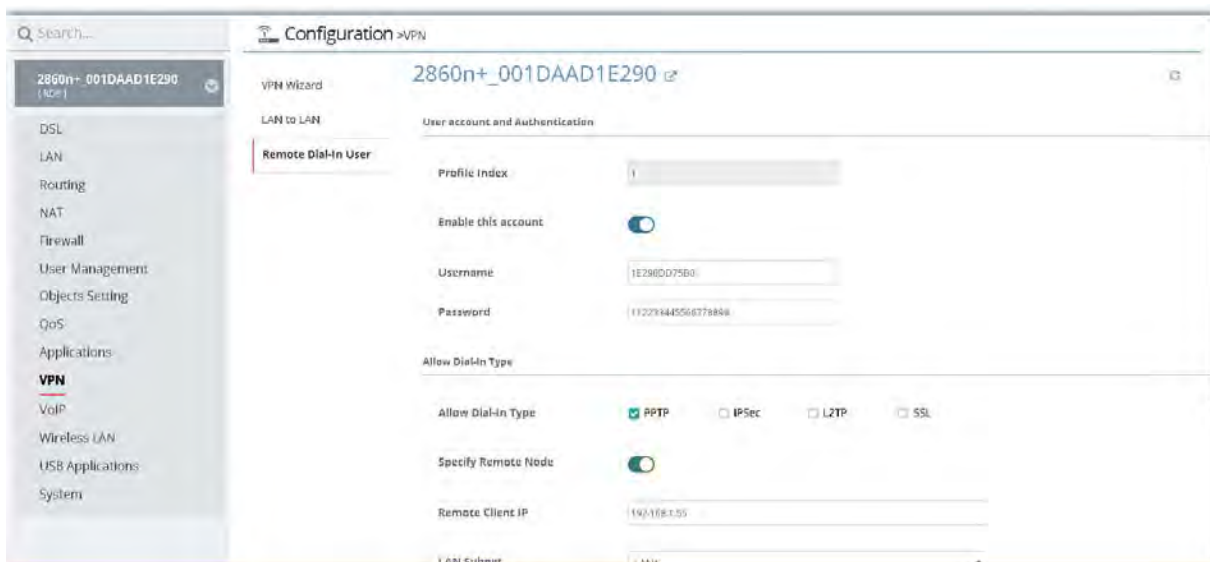 Search...
Configuration >VPN
2860n+_001DAAD1E290
DSL
LAN
Routing
NAT
Firewall
User Management
Objects Setting
QoS
Applications
VPN
VoIP
Wireless LAN
USB Applications
System
VPN Wizard
LAN to LAN
Remote Dial-In User
2860n+_001DAAD1E290
User account and Authentication
Profile Index
1
Enable this account
Username
Password
Allow Dial-In Type
Allow Dial-In Type
PPTP
IPSec
L2TP
SSL
Specify Remote Node
Remote Client IP
192.168.1.55
LAN Subnet